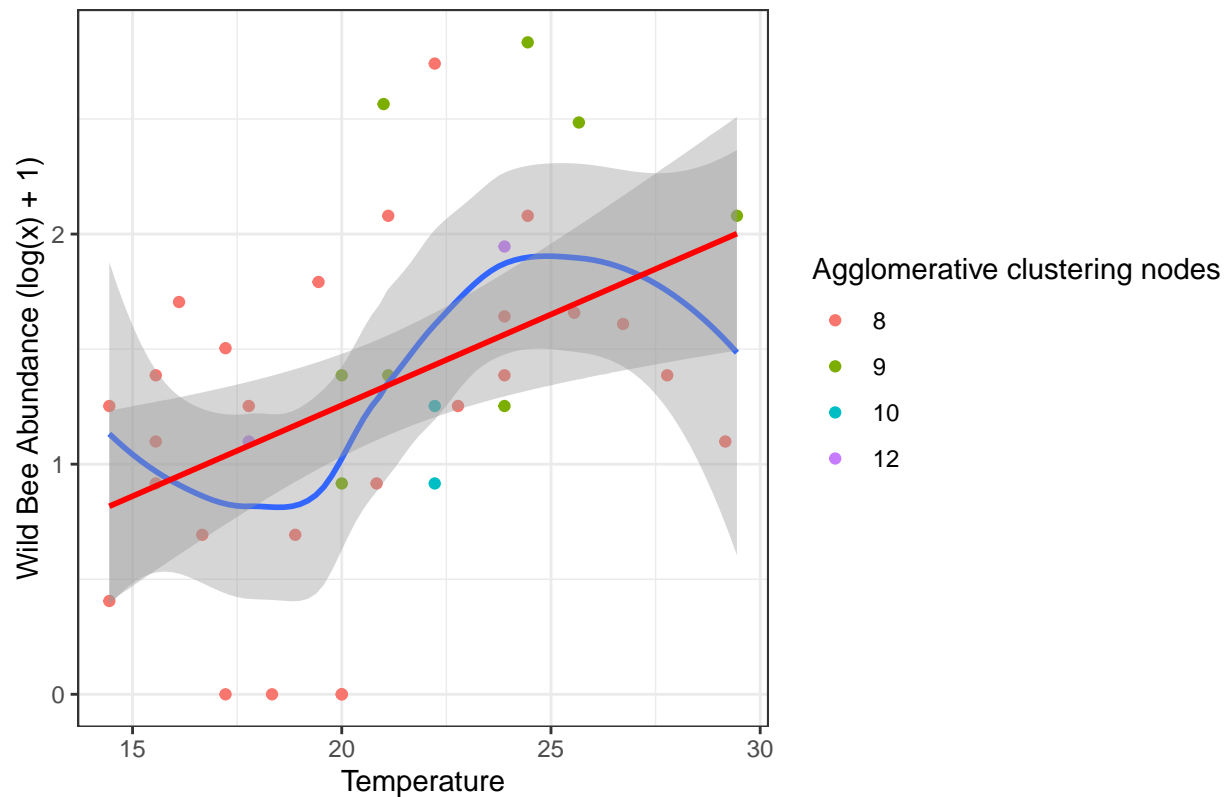 Wild Bee Abundance (log(x) + 1)
2
1
0
15 20 25 30
Temperature
Agglomerative clustering nodes
8
9
10
12